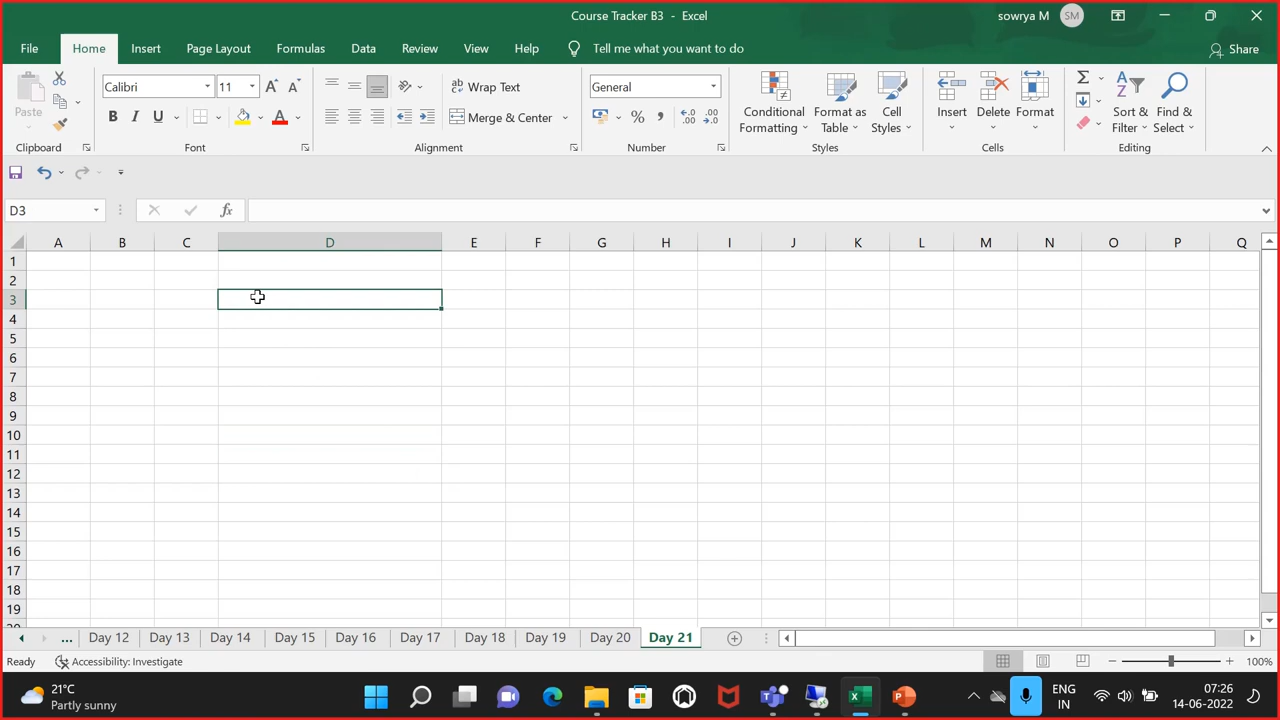 Course Tracker B3 - Excel
sowrya M SM
File Home Insert Page Layout Formulas Data Review View Help Tell me what you want to do Share
Paste
Clipboard
Calibri 11
B I U
Font
ab Wrap Text
Merge & Center
Alignment
General
% ,
Number
Conditional Formatting
Format as Table
Cell Styles
Styles
Insert Delete Format
Cells
Sort & Filter
Find & Select
Editing
D3 fx
A B C D E F G H I J K L M N O P Q
1
2
3
4
5
6
7
8
9
10
11
12
13
14
15
16
17
18
19
... Day 12 Day 13 Day 14 Day 15 Day 16 Day 17 Day 18 Day 19 Day 20 Day 21
Ready Accessibility: Investigate 100%
21°C
Partly sunny
ENG
IN
07:26
14-06-2022